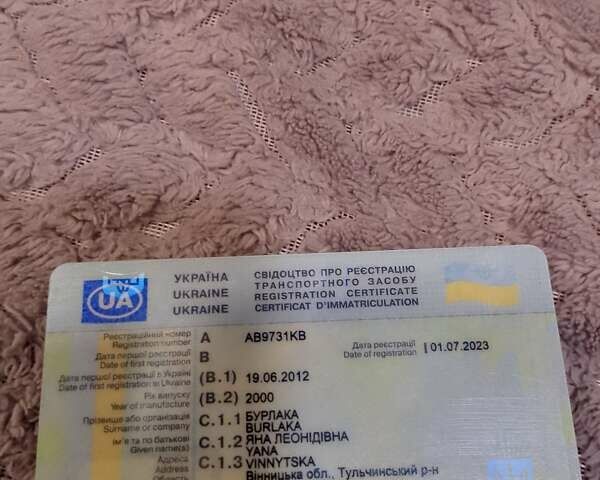 UA
УКРАЇНА
UKRAINE
UKRAINE
СВІДОЦТВО ПРО РЕЄСТРАЦІЮ
ТРАНСПОРТНОГО ЗАСОБУ
REGISTRATION CERTIFICATE
CERTIFICAT D'IMMATRICULATION
Реєстраційний номер
Registration number
A AB9731KB
Дата реєстрації
Date of registration
01.07.2023
Дата першої реєстрації
Date of first registration
B
Дата першої реєстрації в Україні
Date of first registration in Ukraine
(B.1) 19.06.2012
Рік випуску
Year of manufacture
(B.2) 2000
Прізвище або організація
Surname or company
C.1.1 БУРЛАКА
BURLAKA
ім'я та по батькові
Given name(s)
C.1.2 ЯНА ЛЕОНІДІВНА
YANA
Адреса
Address
C.1.3 VINNYTSKA
Область
Вінницька обл., Тульчинський р-н